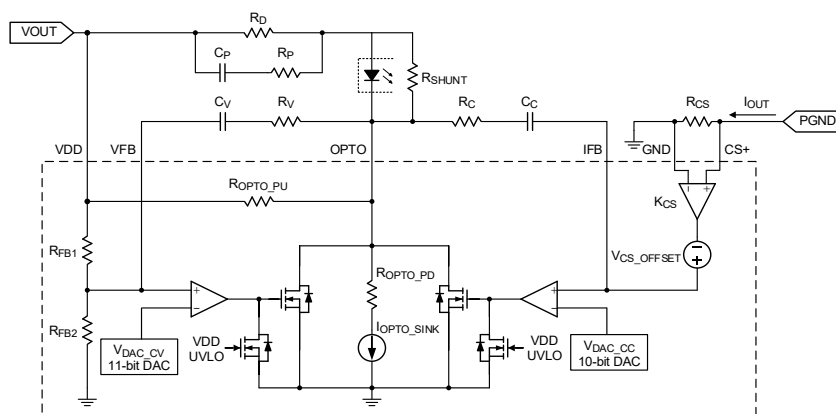 VOUT
RD
CP
RP
RSHUNT
CV
RV
RC
CC
RCS
IOUT
PGND
VDD
VFB
OPTO
IFB
GND
CS+
ROPTO_PU
KCS
RFB1
ROPTO_PD
VCS_OFFSET
RFB2
IOPTO_SINK
VDAC_CV
11-bit DAC
VDD
UVLO
VDD
UVLO
VDAC_CC
10-bit DAC